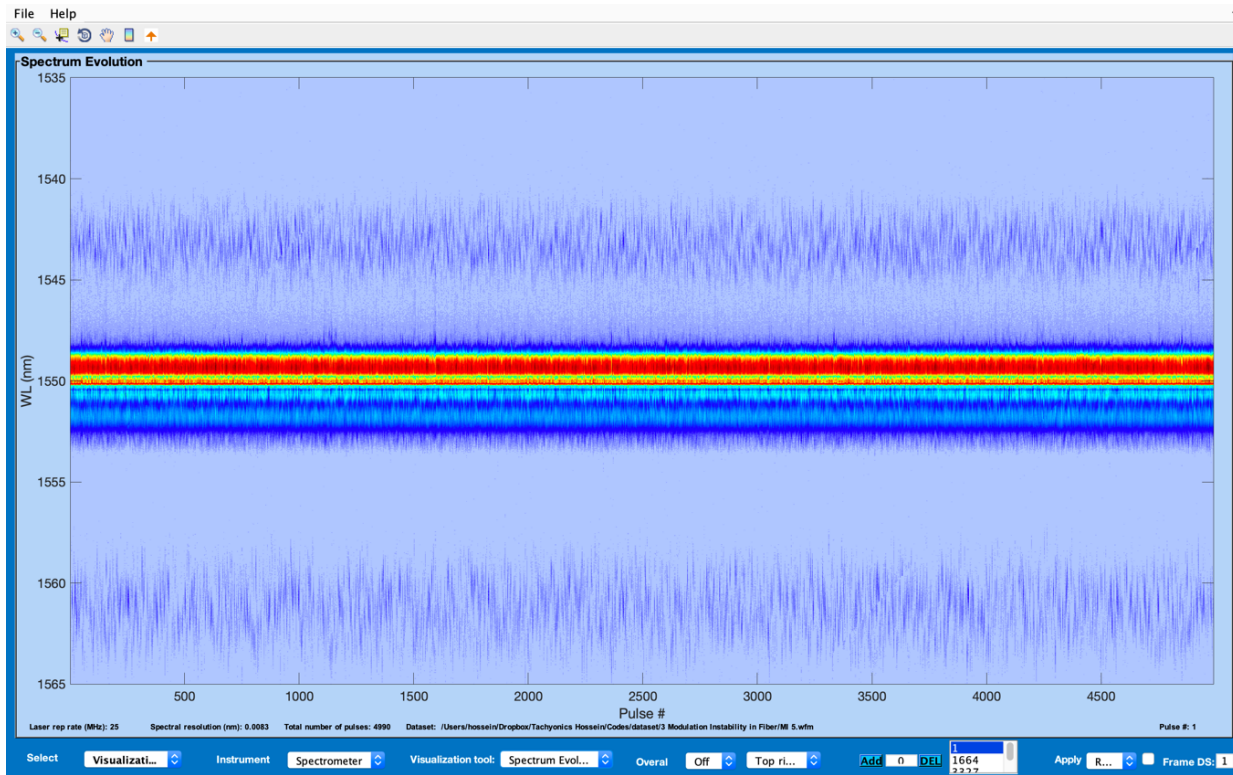 File Help
Spectrum Evolution
1535
1540
1545
1550
1555
1560
1565
WL (nm)
500 1000 1500 2000 2500 3000 3500 4000 4500
Pulse #
Laser rep rate (MHz): 25 Spectral resolution (nm): 0.0083 Total number of pulses: 4990 Dataset: /Users/hossein/Dropbox/Tachyonics Hossein/Codes/dataset/3 Modulation Instability in Fiber/MI 5.wfm Pulse #: 1
Select Visualizati... Instrument Spectrometer Visualization tool: Spectrum Evol... Overal Off Top ri... Add 0 DEL 1 Apply R... Frame DS: 1
1664
3327